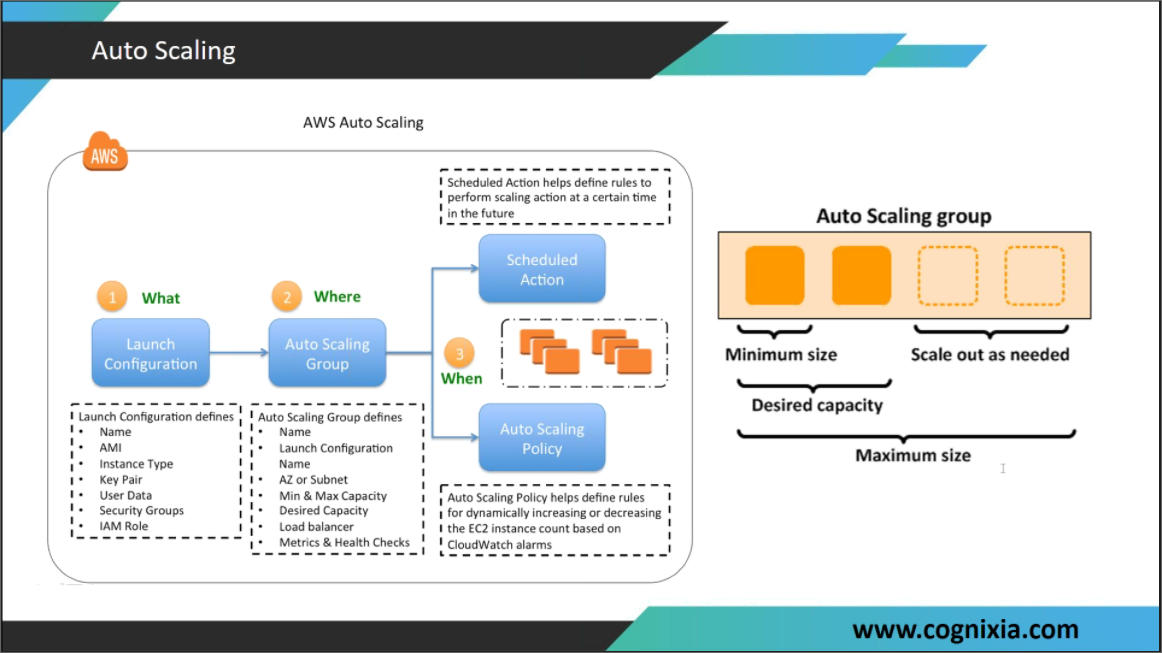 Auto Scaling
AWS Auto Scaling
AWS
Scheduled Action helps define rules to
perform scaling action at a certain time
in the future
Scheduled
Action
1 What
2 Where
Launch
Configuration
Auto Scaling
Group
3
When
Auto Scaling
Policy
Launch Configuration defines
• Name
• AMI
• Instance Type
• Key Pair
• User Data
• Security Groups
• IAM Role
Auto Scaling Group defines
• Name
• Launch Configuration
Name
• AZ or Subnet
• Min & Max Capacity
• Desired Capacity
• Load balancer
• Metrics & Health Checks
Auto Scaling Policy helps define rules
for dynamically increasing or decreasing
the EC2 instance count based on
CloudWatch alarms
Auto Scaling group
Minimum size
Scale out as needed
Desired capacity
Maximum size
www.cognixia.com